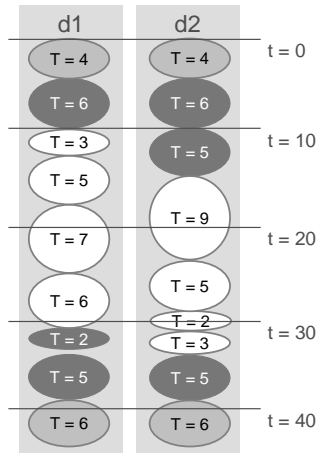 d1 d2
t = 0
T = 4 T = 4
T = 6 T = 6
t = 10
T = 3 T = 5
T = 5
T = 9
t = 20
T = 7
T = 5
T = 6 T = 2
t = 30
T = 2 T = 3
T = 5 T = 5
t = 40
T = 6 T = 6